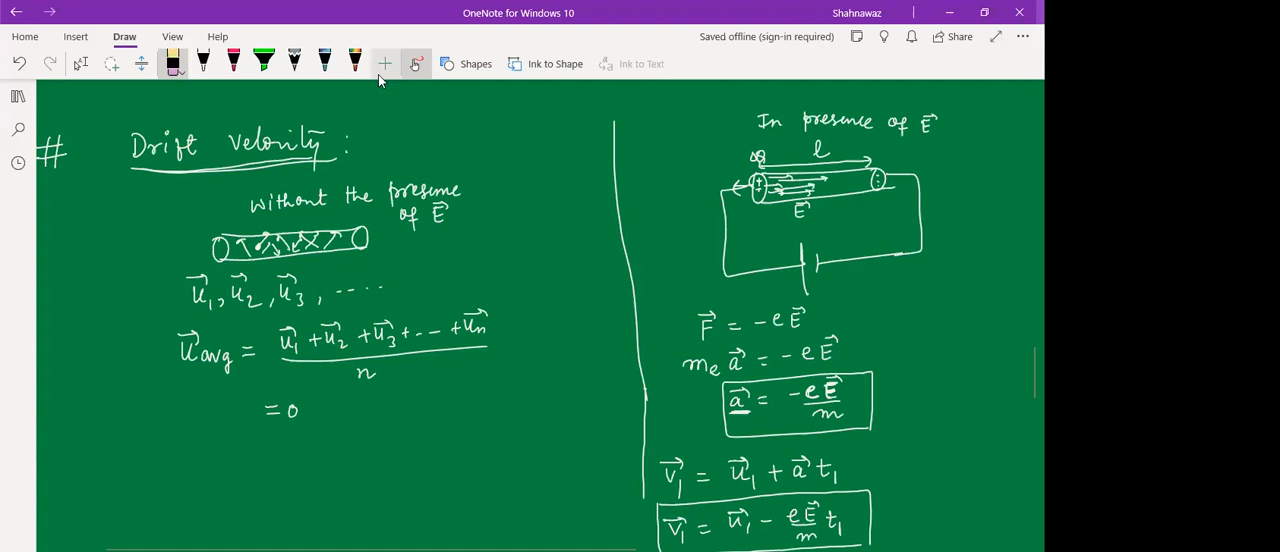 OneNote for Windows 10
Shahnawaz
Home Insert Draw View Help
Saved offline (sign-in required)
Share
Shapes
Ink to Shape
Ink to Text
# Drift Velocity :
without the presence
of E⃗
u⃗₁, u⃗₂, u⃗₃, ....
u⃗avg = (u⃗₁ + u⃗₂ + u⃗₃ + ... + u⃗n) / n
= 0
In presence of E⃗
l
E⃗
F⃗ = -eE⃗
mₑ a⃗ = -eE⃗
a⃗ = -eE⃗/m
v⃗₁ = u⃗₁ + a⃗ t₁
v⃗₁ = u⃗₁ - eE⃗/m t₁